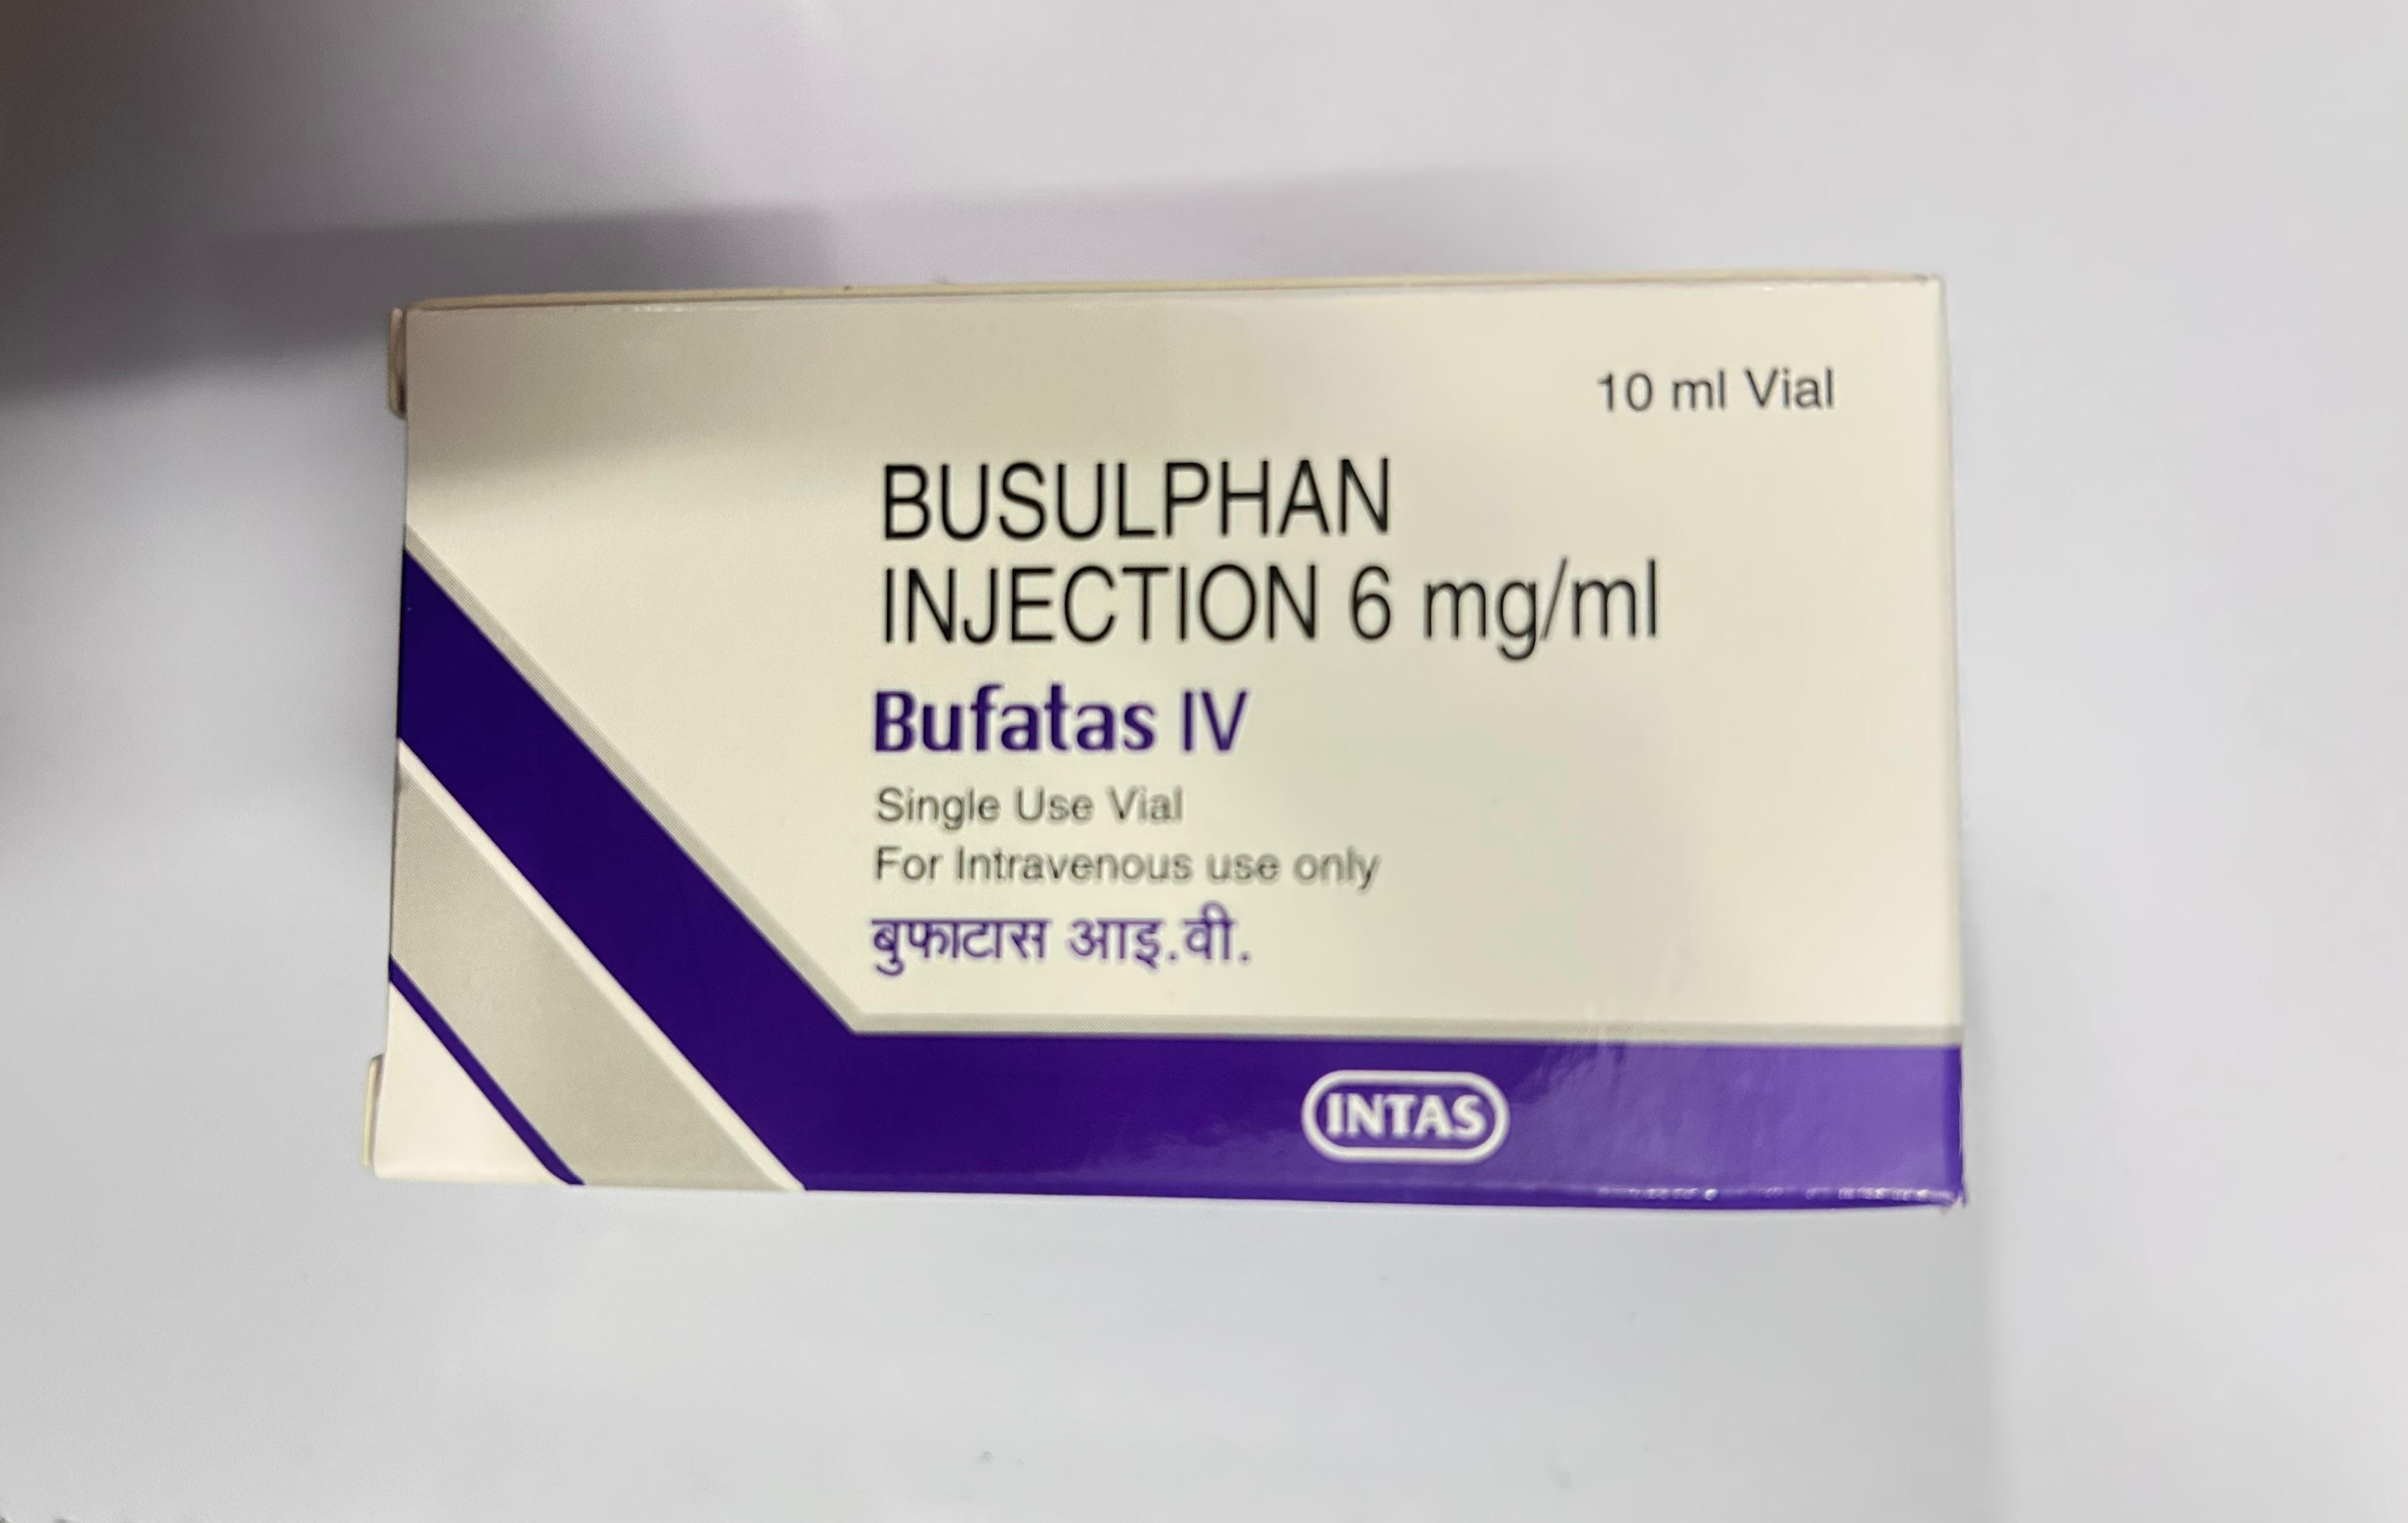 10 ml Vial
BUSULPHAN
INJECTION 6 mg/ml
Bufatas IV
Single Use Vial
For Intravenous use only
बुफाटास आइ.वी.
INTAS